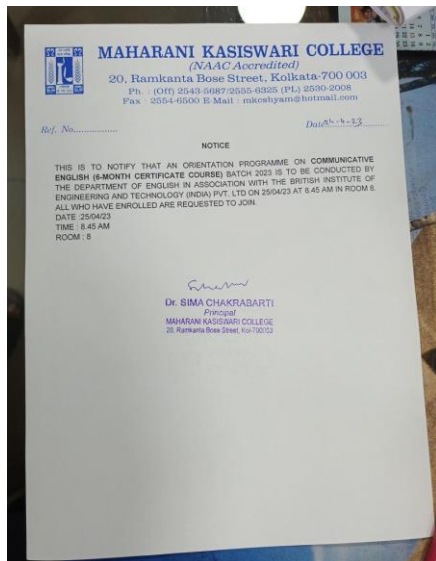 MAHARANI KASISWARI COLLEGE
(NAAC Accredited)
20, Ramkanta Bose Street, Kolkata-700 003
Ph. : (Off) 2543-5687/2555-6325 (PL) 2530-2008
Fax : 2554-6500 E-Mail : mkcshyam@hotmail.com
Ref. No............... Date 24.4.23
NOTICE
THIS IS TO NOTIFY THAT AN ORIENTATION PROGRAMME ON COMMUNICATIVE
ENGLISH (6-MONTH CERTIFICATE COURSE) BATCH 2023 IS TO BE CONDUCTED BY
THE DEPARTMENT OF ENGLISH IN ASSOCIATION WITH THE BRITISH INSTITUTE OF
ENGINEERING AND TECHNOLOGY (INDIA) PVT. LTD ON 25/04/23 AT 8.45 AM IN ROOM 8.
ALL WHO HAVE ENROLLED ARE REQUESTED TO JOIN.
DATE :25/04/23
TIME : 8.45 AM
ROOM : 8
Dr. SIMA CHAKRABARTI
Principal
MAHARANI KASISWARI COLLEGE
20, Ramkanta Bose Street, Kol-700003